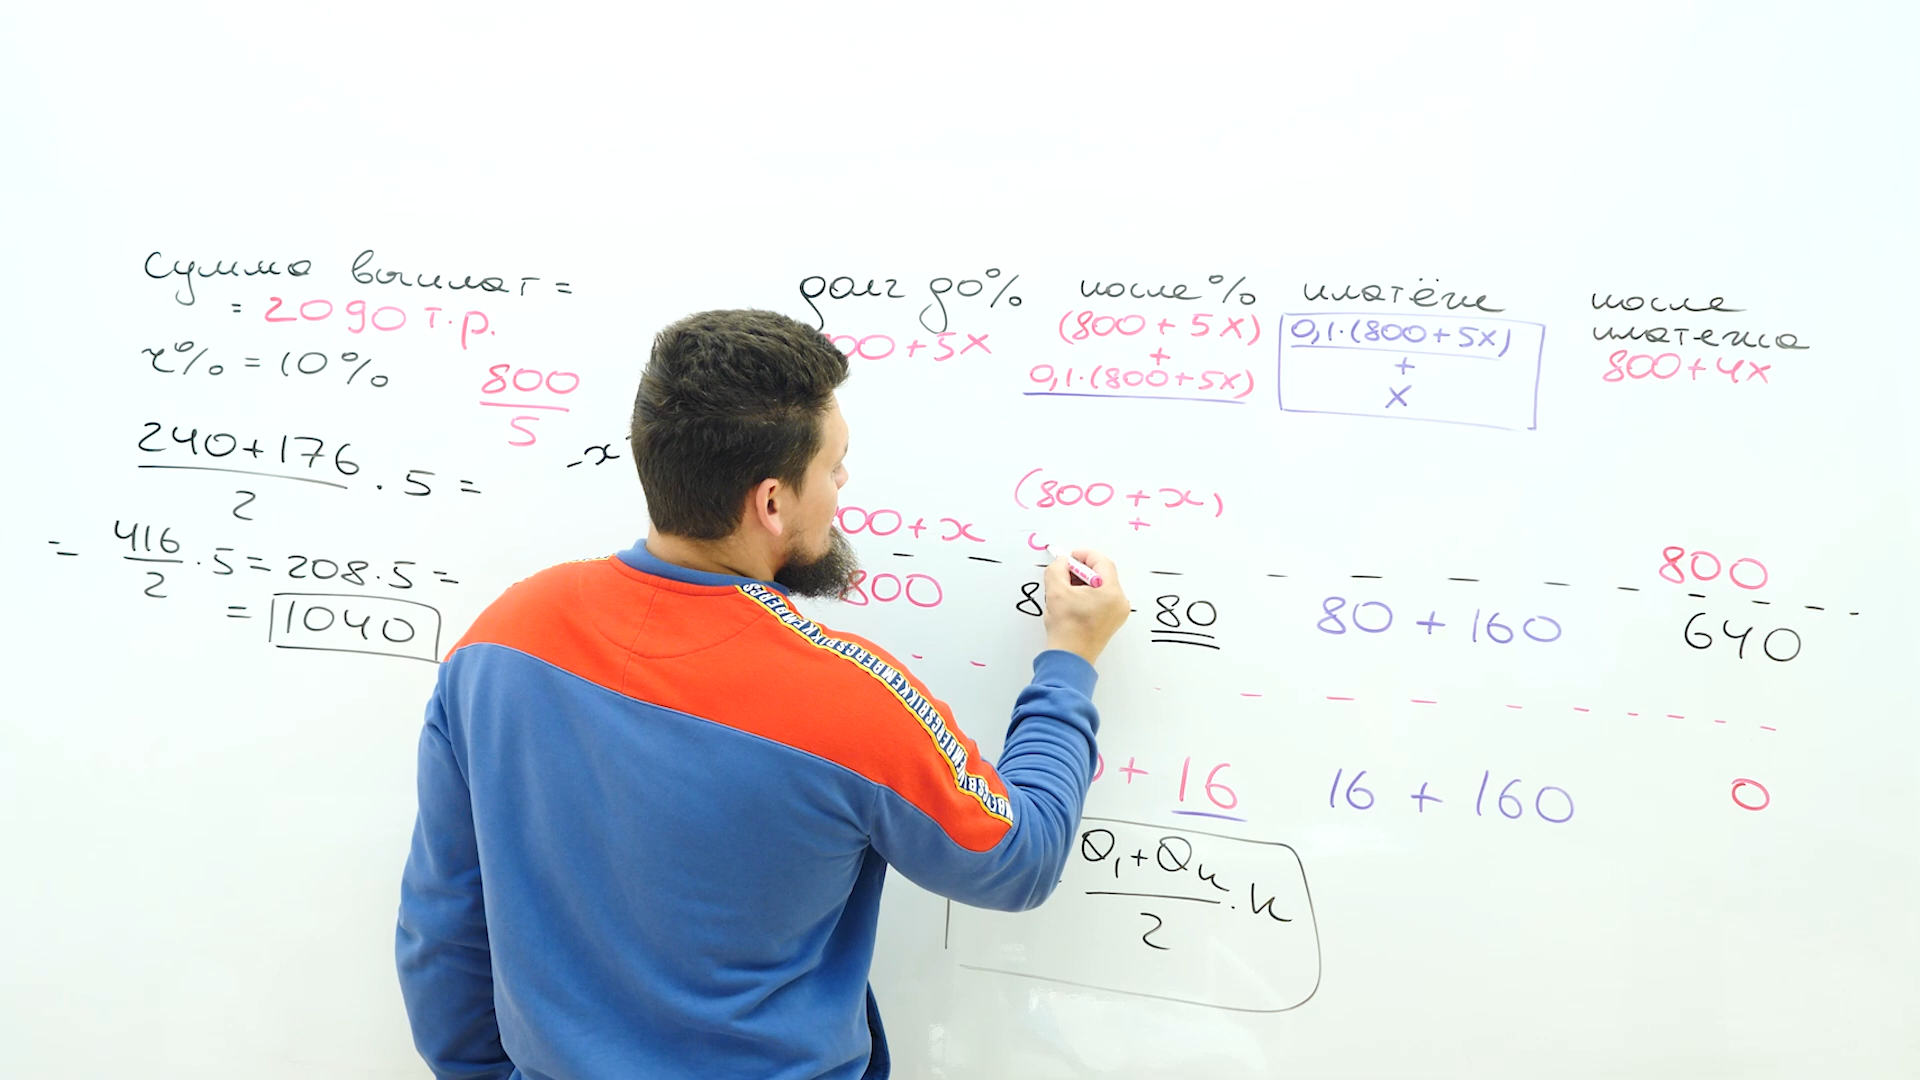 сумма выплат =
= 2090 т.р.
r% = 10%
800
5
240+176
2
· 5 =
-x
= 416
2
· 5 = 208 · 5 =
= 1040
долг до %
после %
платёж
после
платежа
00 + 5x
(800 + 5x)
+
0,1·(800+5x)
0,1·(800+5x)
+
x
800+4x
00+x
(800 + x)
+
800
800
8
80
80 + 160
640
+ 16
16 + 160
0
Q₁+Qₙ
2
· n
BIKKEMBERGS